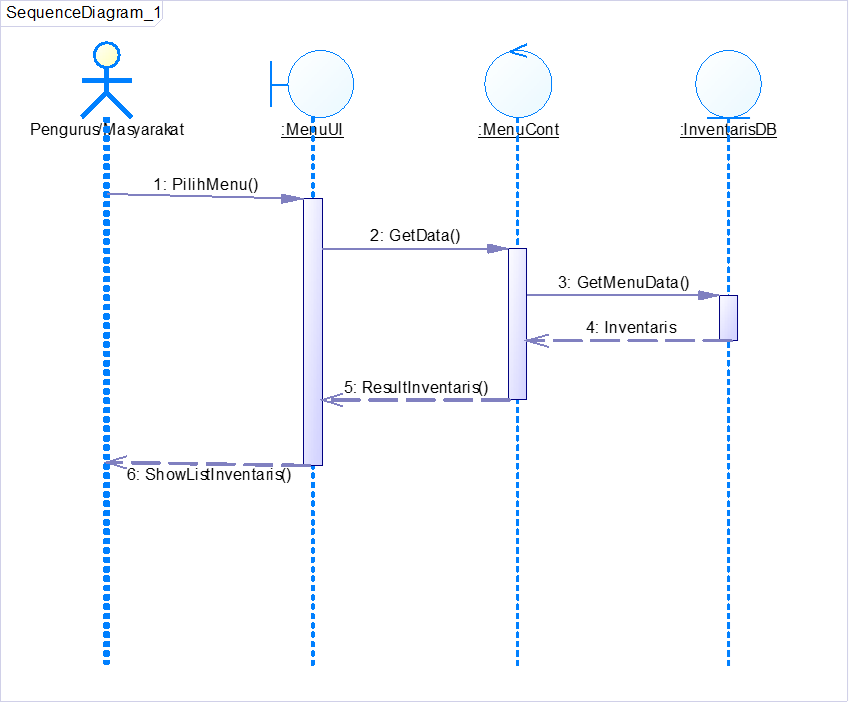 SequenceDiagram_1
Pengurus/Masyarakat
:MenuUI
:MenuCont
:InventarisDB
1: PilihMenu()
2: GetData()
3: GetMenuData()
4: Inventaris
5: ResultInventaris()
6: ShowListInventaris()